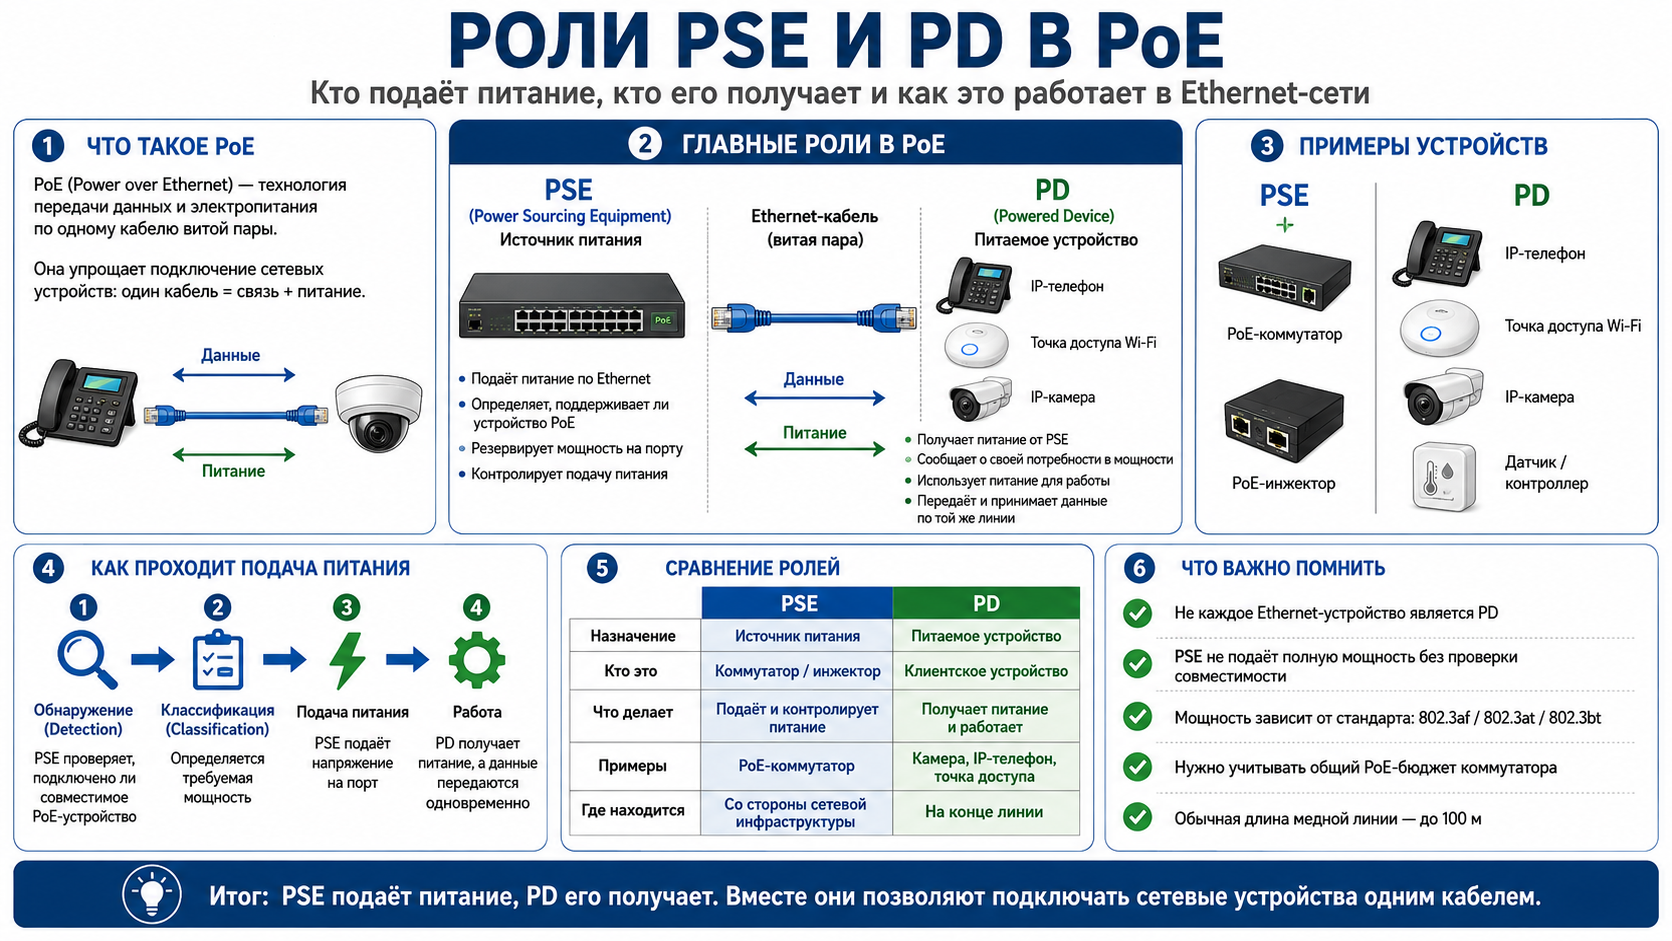 РОЛИ PSE И PD В PoE
Кто подаёт питание, кто его получает и как это работает в Ethernet-сети
1 ЧТО ТАКОЕ PoE
PoE (Power over Ethernet) — технология
передачи данных и электропитания
по одному кабелю витой пары.
Она упрощает подключение сетевых
устройств: один кабель = связь + питание.
Данные
Питание
2 ГЛАВНЫЕ РОЛИ В PoE
PSE
(Power Sourcing Equipment)
Источник питания
PoE
• Подаёт питание по Ethernet
• Определяет, поддерживает ли
устройство PoE
• Резервирует мощность на порту
• Контролирует подачу питания
Ethernet-кабель
(витая пара)
Данные
Питание
PD
(Powered Device)
Питаемое устройство
IP-телефон
Точка доступа Wi-Fi
IP-камера
• Получает питание от PSE
• Сообщает о своей потребности в мощности
• Использует питание для работы
• Передаёт и принимает данные
по той же линии
3 ПРИМЕРЫ УСТРОЙСТВ
PSE
PoE-коммутатор
PoE-инжектор
PD
IP-телефон
Точка доступа Wi-Fi
IP-камера
Датчик /
контроллер
4 КАК ПРОХОДИТ ПОДАЧА ПИТАНИЯ
1
Обнаружение
(Detection)
PSE проверяет,
подключено ли
совместимое
PoE-устройство
2
Классификация
(Classification)
Определяется
требуемая
мощность
3
Подача питания
PSE подаёт
напряжение
на порт
4
Работа
PD получает
питание, а данные
передаются
одновременно
5 СРАВНЕНИЕ РОЛЕЙ
PSE PD
Назначение Источник питания Питаемое устройство
Кто это Коммутатор / инжектор Клиентское устройство
Что делает Подаёт и контролирует питание Получает питание и работает
Примеры PoE-коммутатор Камера, IP-телефон, точка доступа
Где находится Со стороны сетевой инфраструктуры На конце линии
6 ЧТО ВАЖНО ПОМНИТЬ
Не каждое Ethernet-устройство является PD
PSE не подаёт полную мощность без проверки
совместимости
Мощность зависит от стандарта: 802.3af / 802.3at / 802.3bt
Нужно учитывать общий PoE-бюджет коммутатора
Обычная длина медной линии — до 100 м
Итог: PSE подаёт питание, PD его получает. Вместе они позволяют подключать сетевые устройства одним кабелем.